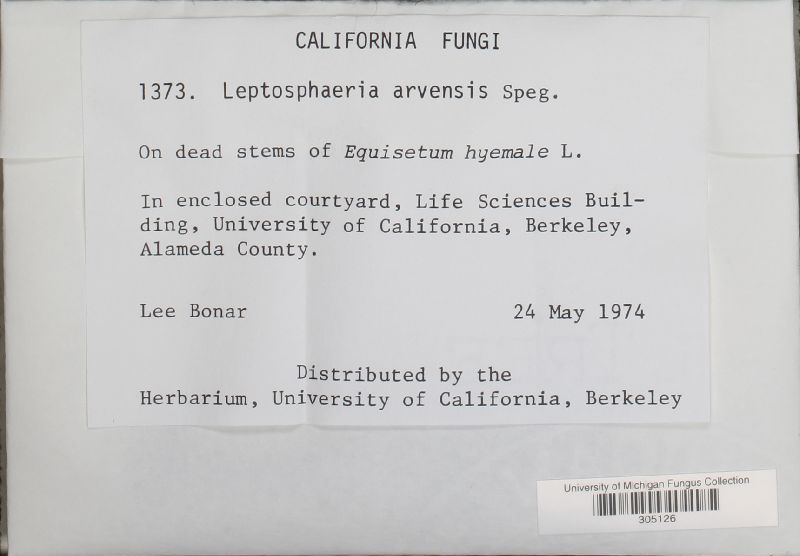 CALIFORNIA FUNGI
1373. Leptosphaeria arvensis Speg.
On dead stems of Equisetum hyemale L.
In enclosed courtyard, Life Sciences Buil-
ding, University of California, Berkeley,
Alameda County.
Lee Bonar 24 May 1974
Distributed by the
Herbarium, University of California, Berkeley
University of Michigan Fungus Collection
305126